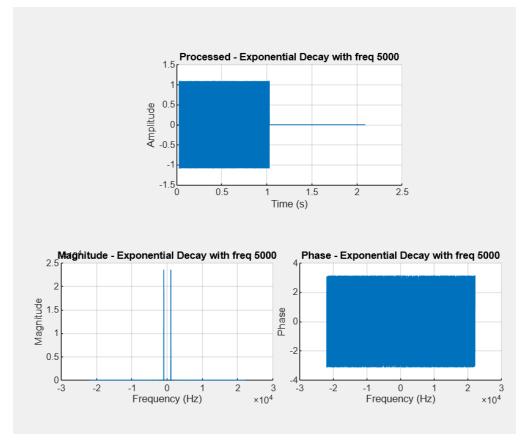 Processed - Exponential Decay with freq 5000
1.5
1
0.5
0
-0.5
-1
-1.5
Amplitude
0 0.5 1 1.5 2 2.5
Time (s)
Magnitude - Exponential Decay with freq 5000
2.5
2
1.5
1
0.5
0
Magnitude
-3 -2 -1 0 1 2 3
Frequency (Hz)
×10⁴
Phase - Exponential Decay with freq 5000
4
2
0
-2
-4
Phase
-3 -2 -1 0 1 2 3
Frequency (Hz)
×10⁴